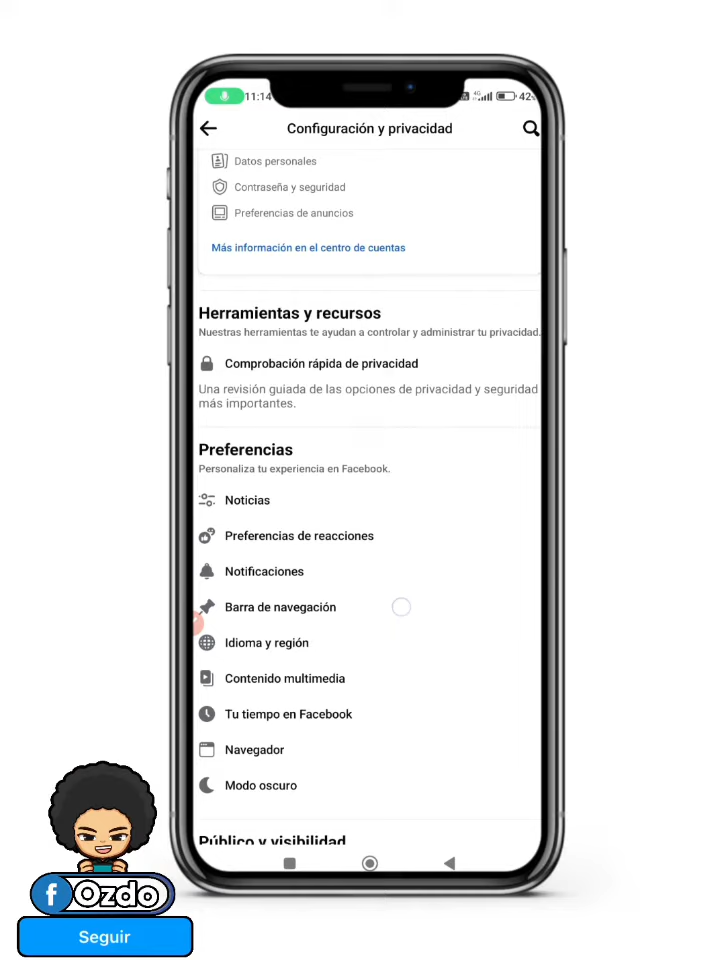 11:14
4G
42
Configuración y privacidad
Datos personales
Contraseña y seguridad
Preferencias de anuncios
Más información en el centro de cuentas
Herramientas y recursos
Nuestras herramientas te ayudan a controlar y administrar tu privacidad.
Comprobación rápida de privacidad
Una revisión guiada de las opciones de privacidad y seguridad
más importantes.
Preferencias
Personaliza tu experiencia en Facebook.
Noticias
Preferencias de reacciones
Notificaciones
Barra de navegación
Idioma y región
Contenido multimedia
Tu tiempo en Facebook
Navegador
Modo oscuro
Público y visibilidad
f Ozdo
Seguir